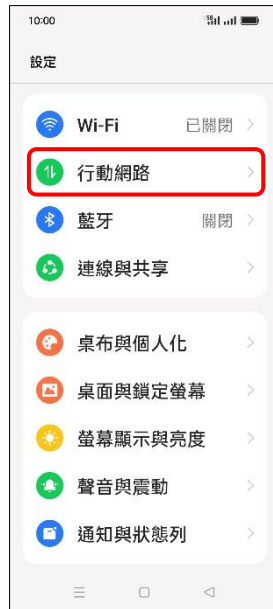 10:00
5G
設定
Wi-Fi 已關閉
行動網路
藍牙 關閉
連線與共享
桌布與個人化
桌面與鎖定螢幕
螢幕顯示與亮度
聲音與震動
通知與狀態列